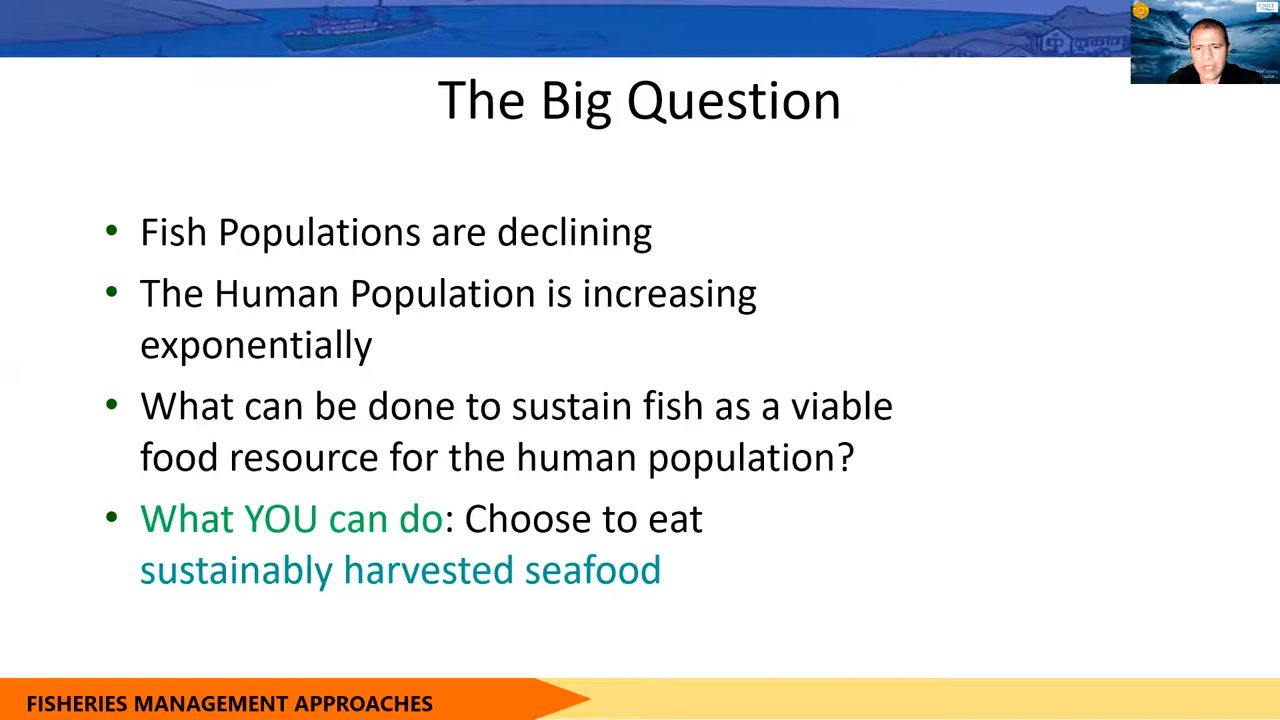 The Big Question
• Fish Populations are declining
• The Human Population is increasing
exponentially
• What can be done to sustain fish as a viable
food resource for the human population?
• What YOU can do: Choose to eat
sustainably harvested seafood
FISHERIES MANAGEMENT APPROACHES